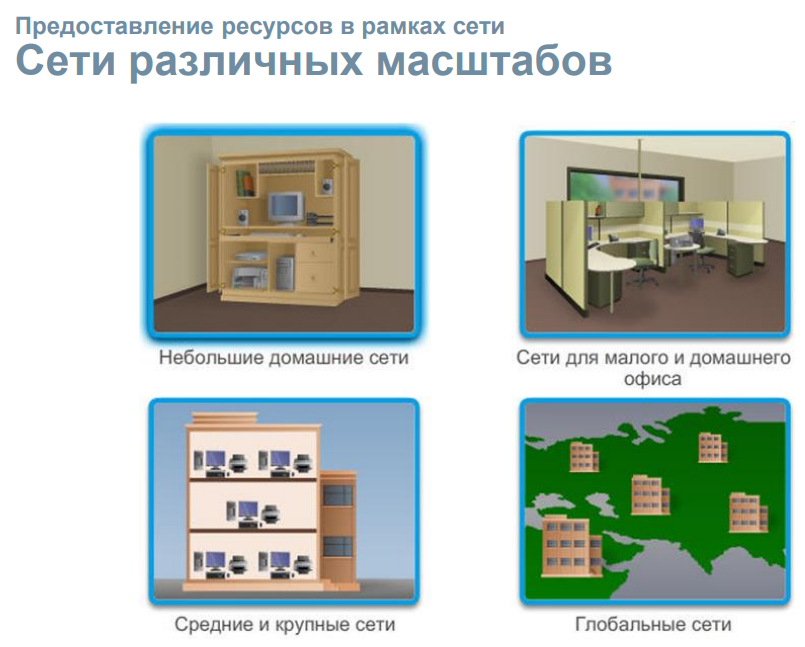 Предоставление ресурсов в рамках сети
Сети различных масштабов
Небольшие домашние сети
Сети для малого и домашнего
офиса
Средние и крупные сети
Глобальные сети